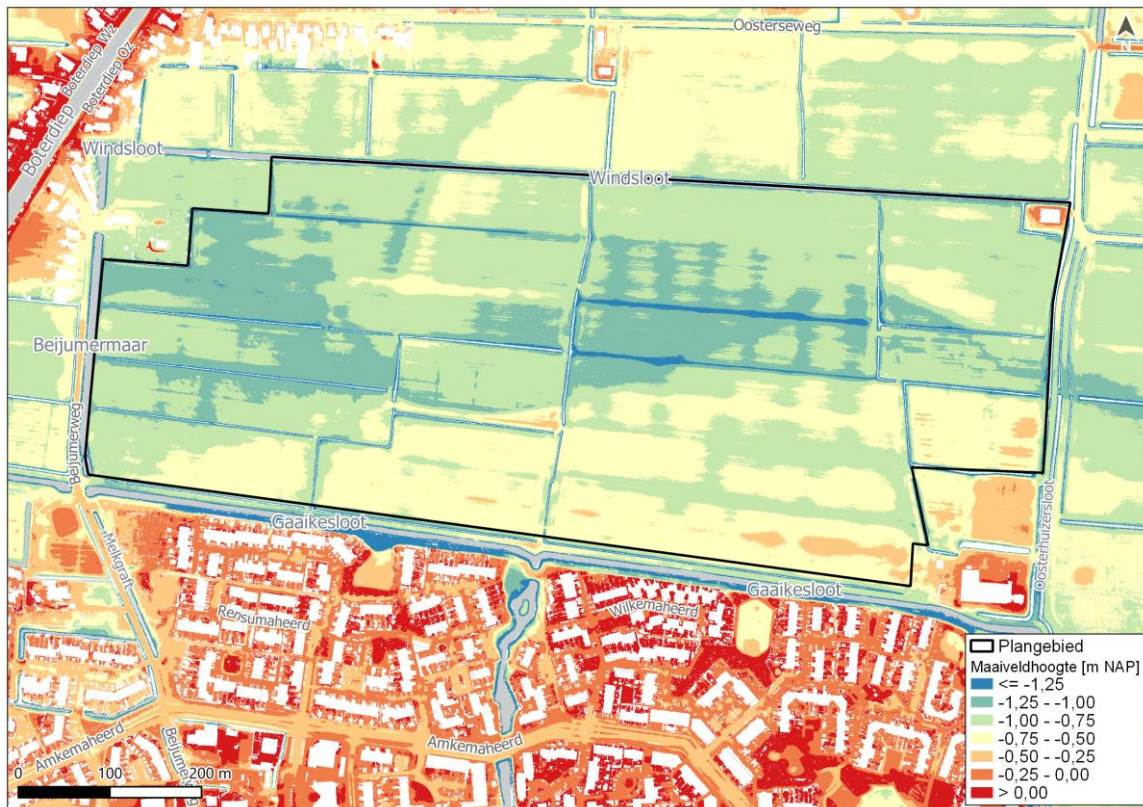 Oosterseweg
N
Boterdiep Wz
Boterdiep Oz
Boterdiep
Windsloot
Windsloot
Beijumermaar
Beijumerweg
Gaaikesloot
Gaaikesloot
Oosterhuizersloot
Melkgraft
Rensumaheerd
Wilkemaheerd
Amkemaheerd
Amkemaheerd
Beijumerweg
0 100 200 m
Plangebied
Maaiveldhoogte [m NAP]
<= -1,25
-1,25 - -1,00
-1,00 - -0,75
-0,75 - -0,50
-0,50 - -0,25
-0,25 - 0,00
> 0,00